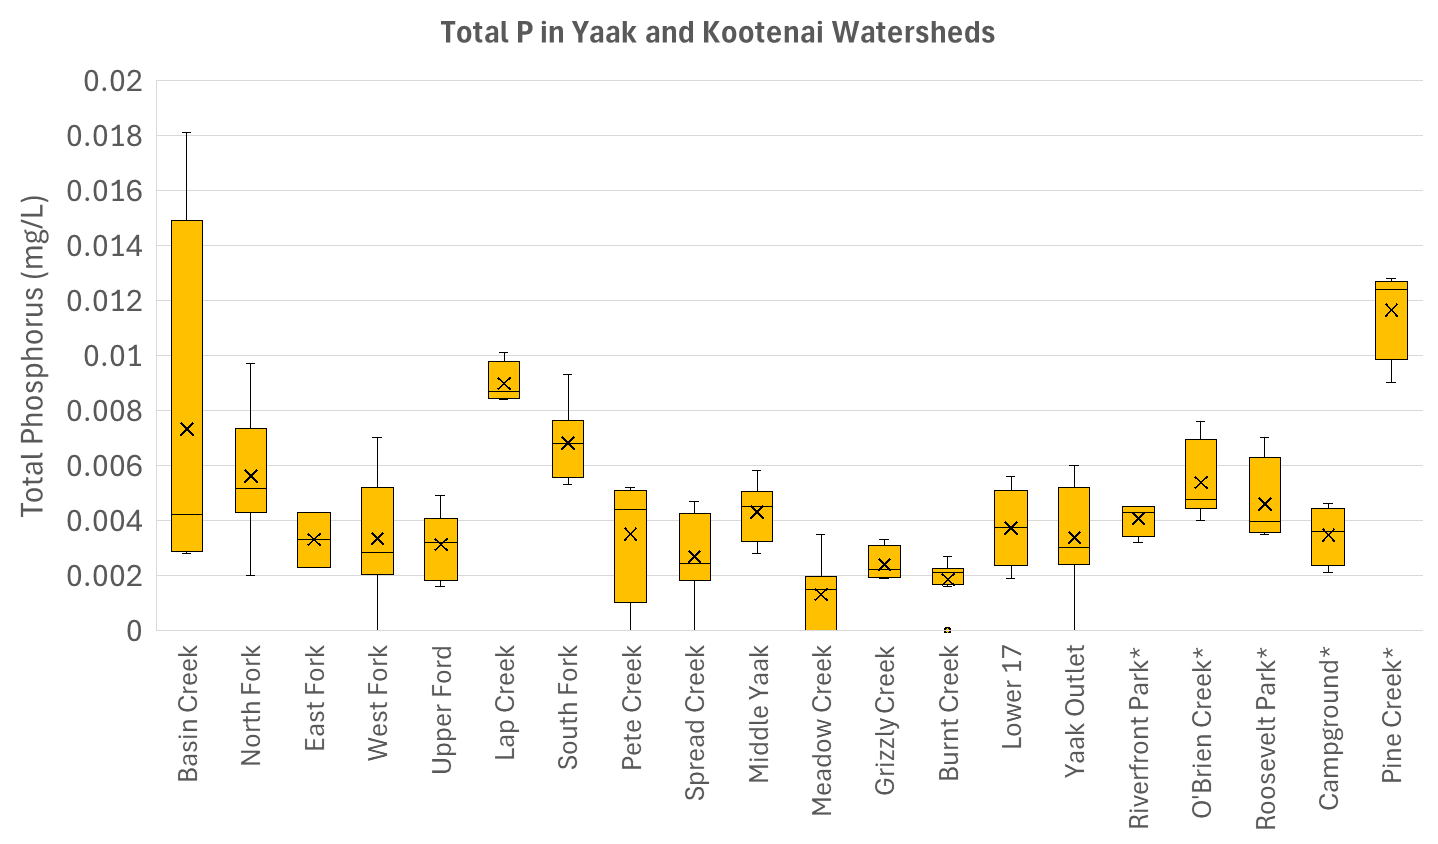 Total P in Yaak and Kootenai Watersheds
Total Phosphorus (mg/L)
0.02
0.018
0.016
0.014
0.012
0.01
0.008
0.006
0.004
0.002
0
Basin Creek
North Fork
East Fork
West Fork
Upper Ford
Lap Creek
South Fork
Pete Creek
Spread Creek
Middle Yaak
Meadow Creek
Grizzly Creek
Burnt Creek
Lower 17
Yaak Outlet
Riverfront Park*
O'Brien Creek*
Roosevelt Park*
Campground*
Pine Creek*